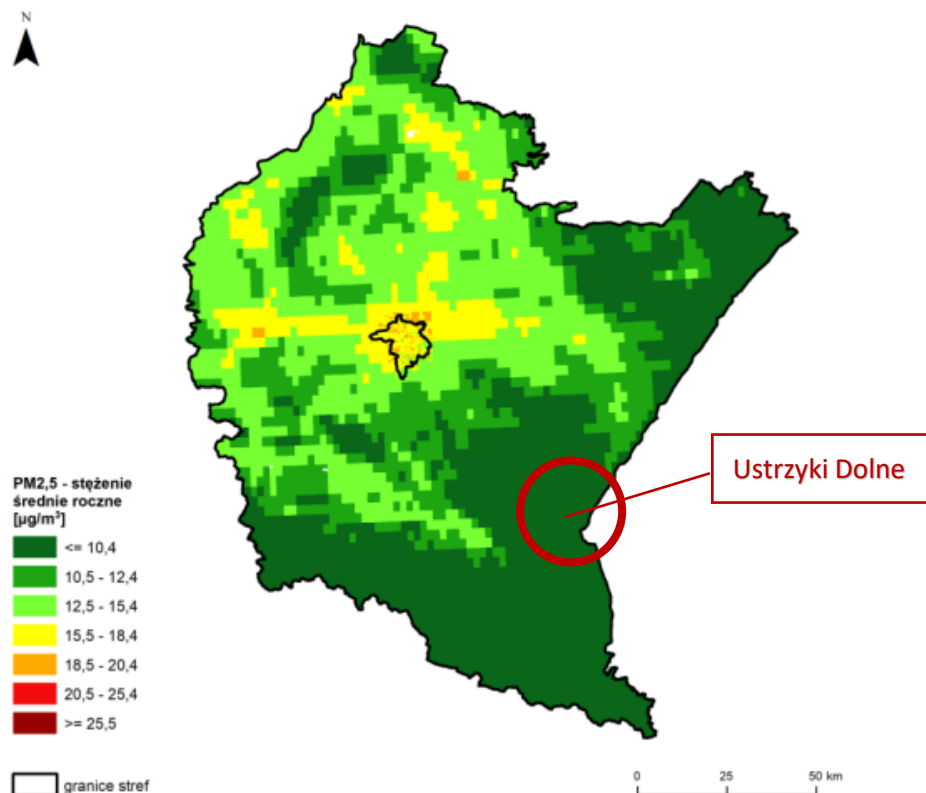 N
Ustrzyki Dolne
PM2,5 - stężenie
średnie roczne
[µg/m³]
<= 10,4
10,5 - 12,4
12,5 - 15,4
15,5 - 18,4
18,5 - 20,4
20,5 - 25,4
>= 25,5
granice stref
0 25 50 km